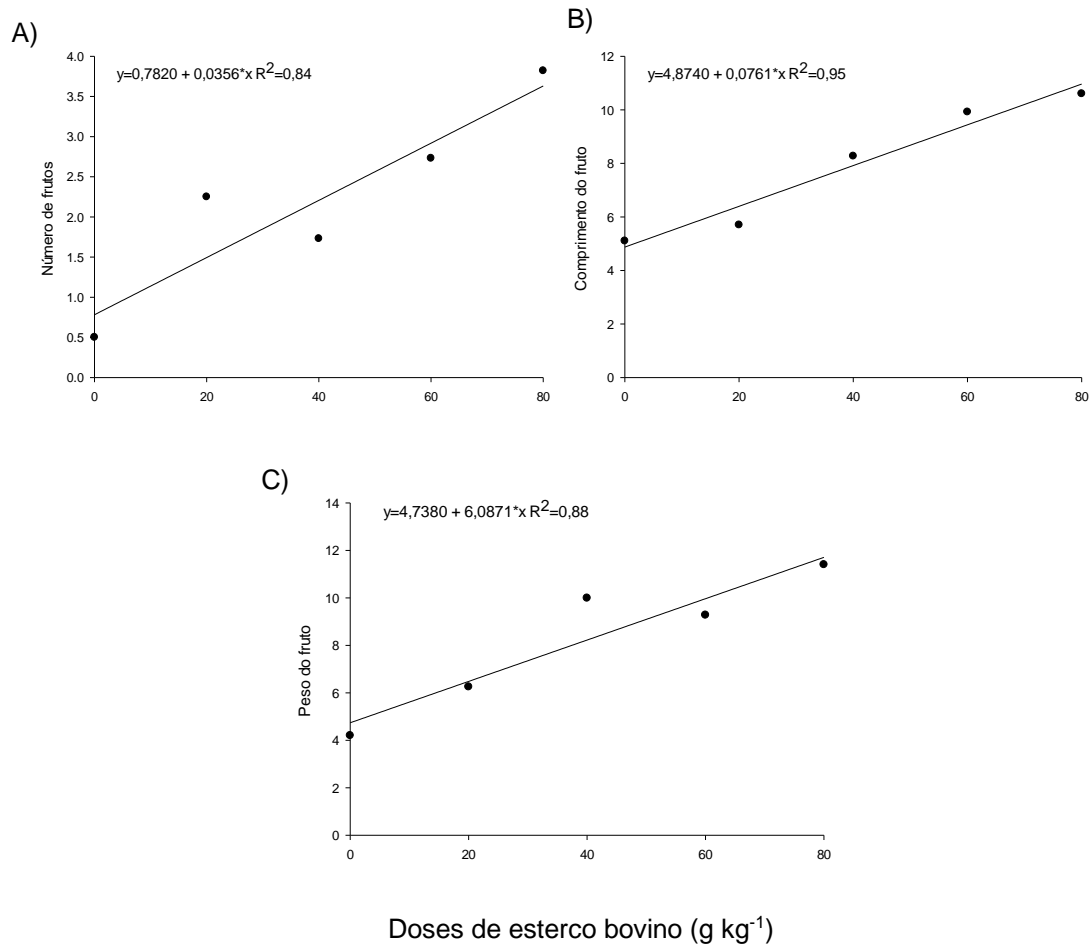 A)
y=0,7820 + 0,0356*x R²=0,84
Número de frutos
4.0
3.5
3.0
2.5
2.0
1.5
1.0
0.5
0.0
0 20 40 60 80
B)
y=4,8740 + 0,0761*x R²=0,95
Comprimento do fruto
12
10
8
6
4
2
0
0 20 40 60 80
C)
y=4,7380 + 6,0871*x R²=0,88
Peso do fruto
14
12
10
8
6
4
2
0
0 20 40 60 80
Doses de esterco bovino (g kg⁻¹)